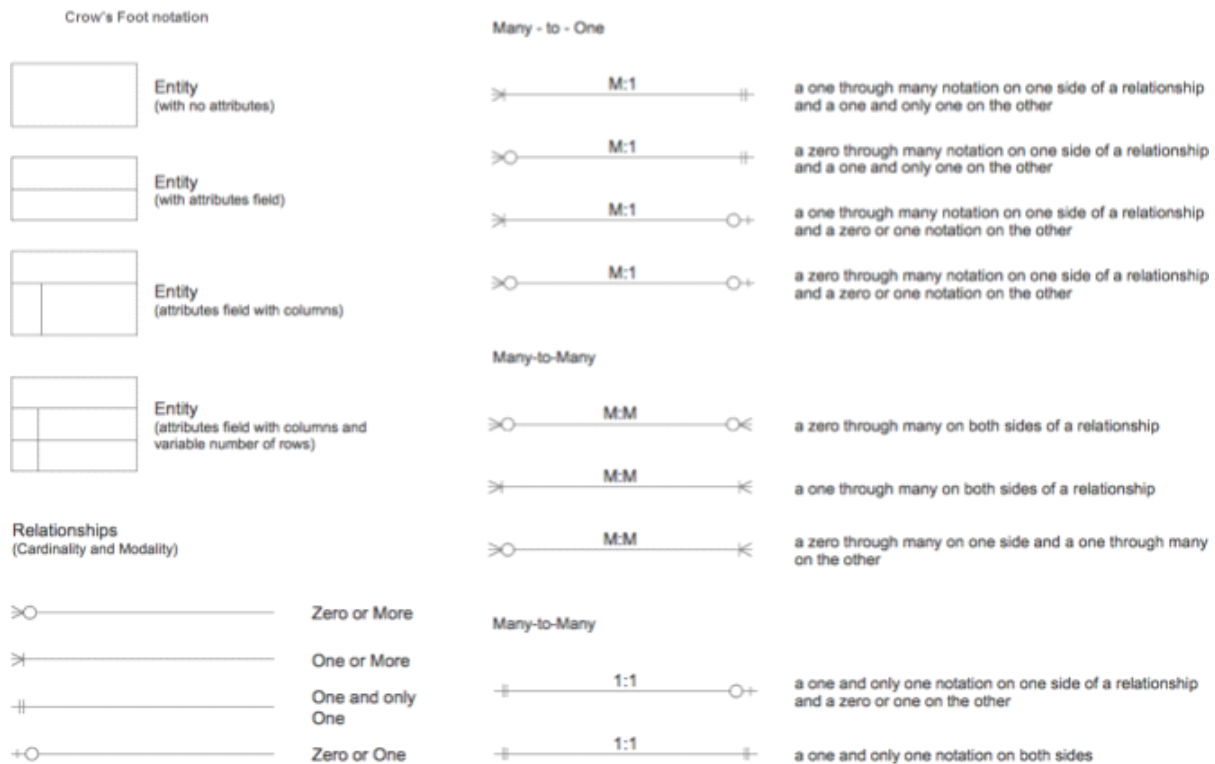 Crow's Foot notation
Entity
(with no attributes)
Entity
(with attributes field)
Entity
(attributes field with columns)
Entity
(attributes field with columns and
variable number of rows)
Relationships
(Cardinality and Modality)
Zero or More
One or More
One and only
One
Zero or One
Many - to - One
M:1
a one through many notation on one side of a relationship
and a one and only one on the other
M:1
a zero through many notation on one side of a relationship
and a one and only one on the other
M:1
a one through many notation on one side of a relationship
and a zero or one notation on the other
M:1
a zero through many notation on one side of a relationship
and a zero or one notation on the other
Many-to-Many
M:M
a zero through many on both sides of a relationship
M:M
a one through many on both sides of a relationship
M:M
a zero through many on one side and a one through many
on the other
Many-to-Many
1:1
a one and only one notation on one side of a relationship
and a zero or one on the other
1:1
a one and only one notation on both sides